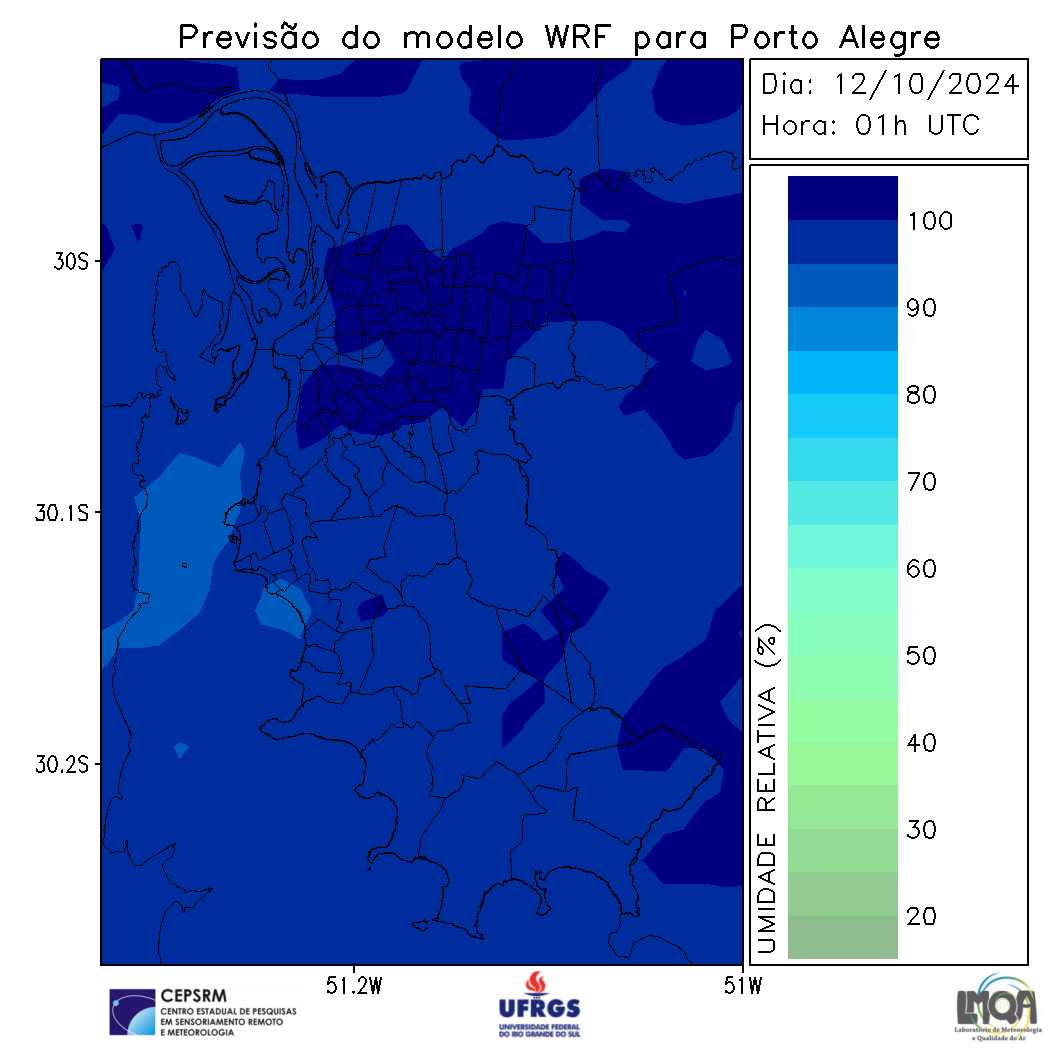 Previsão do modelo WRF para Porto Alegre
Dia: 12/10/2024
Hora: 01h UTC
30S
30.1S
30.2S
51.2W
51W
UMIDADE RELATIVA (%)
100
90
80
70
60
50
40
30
20
CEPSRM
CENTRO ESTADUAL DE PESQUISAS
EM SENSORIAMENTO REMOTO
E METEOROLOGIA
UFRGS
UNIVERSIDADE FEDERAL
DO RIO GRANDE DO SUL
LMQA
Laboratório de Meteorologia
e Qualidade do Ar